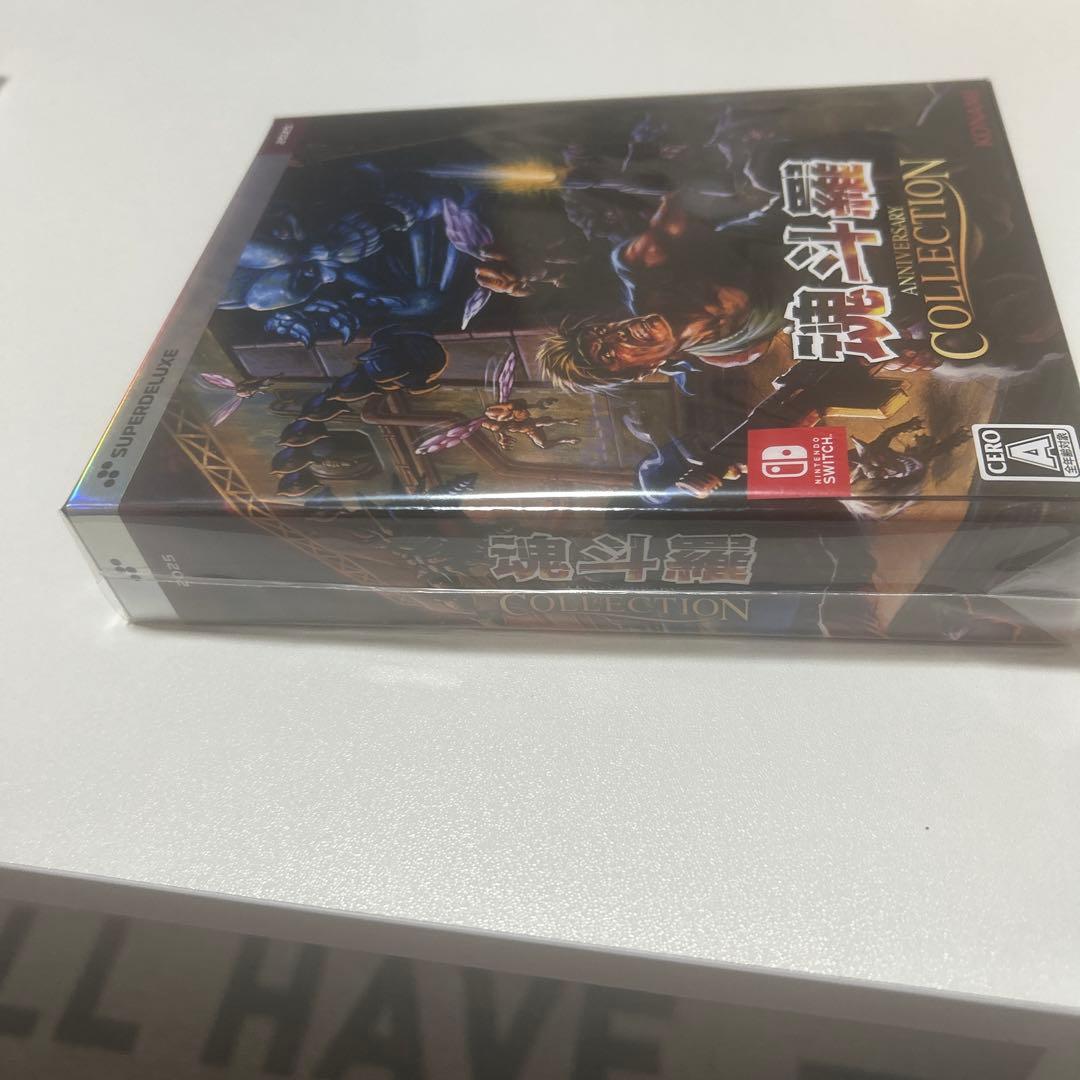 SUPERDELUXE
2025
KONAMI
魂斗羅
ANNIVERSARY
COLLECTION
NINTENDO
SWITCH
CERO
A
全年齢対象
2025
魂斗羅
COLLECTION
LL HAVE